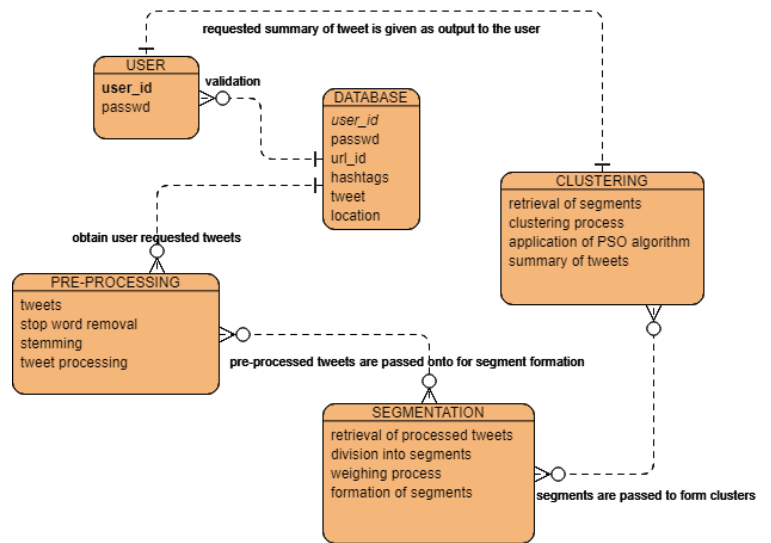 requested summary of tweet is given as output to the user
USER
user_id
passwd
validation
DATABASE
user_id
passwd
url_id
hashtags
tweet
location
CLUSTERING
retrieval of segments
clustering process
application of PSO algorithm
summary of tweets
obtain user requested tweets
PRE-PROCESSING
tweets
stop word removal
stemming
tweet processing
pre-processed tweets are passed onto for segment formation
SEGMENTATION
retrieval of processed tweets
division into segments
weighing process
formation of segments
segments are passed to form clusters